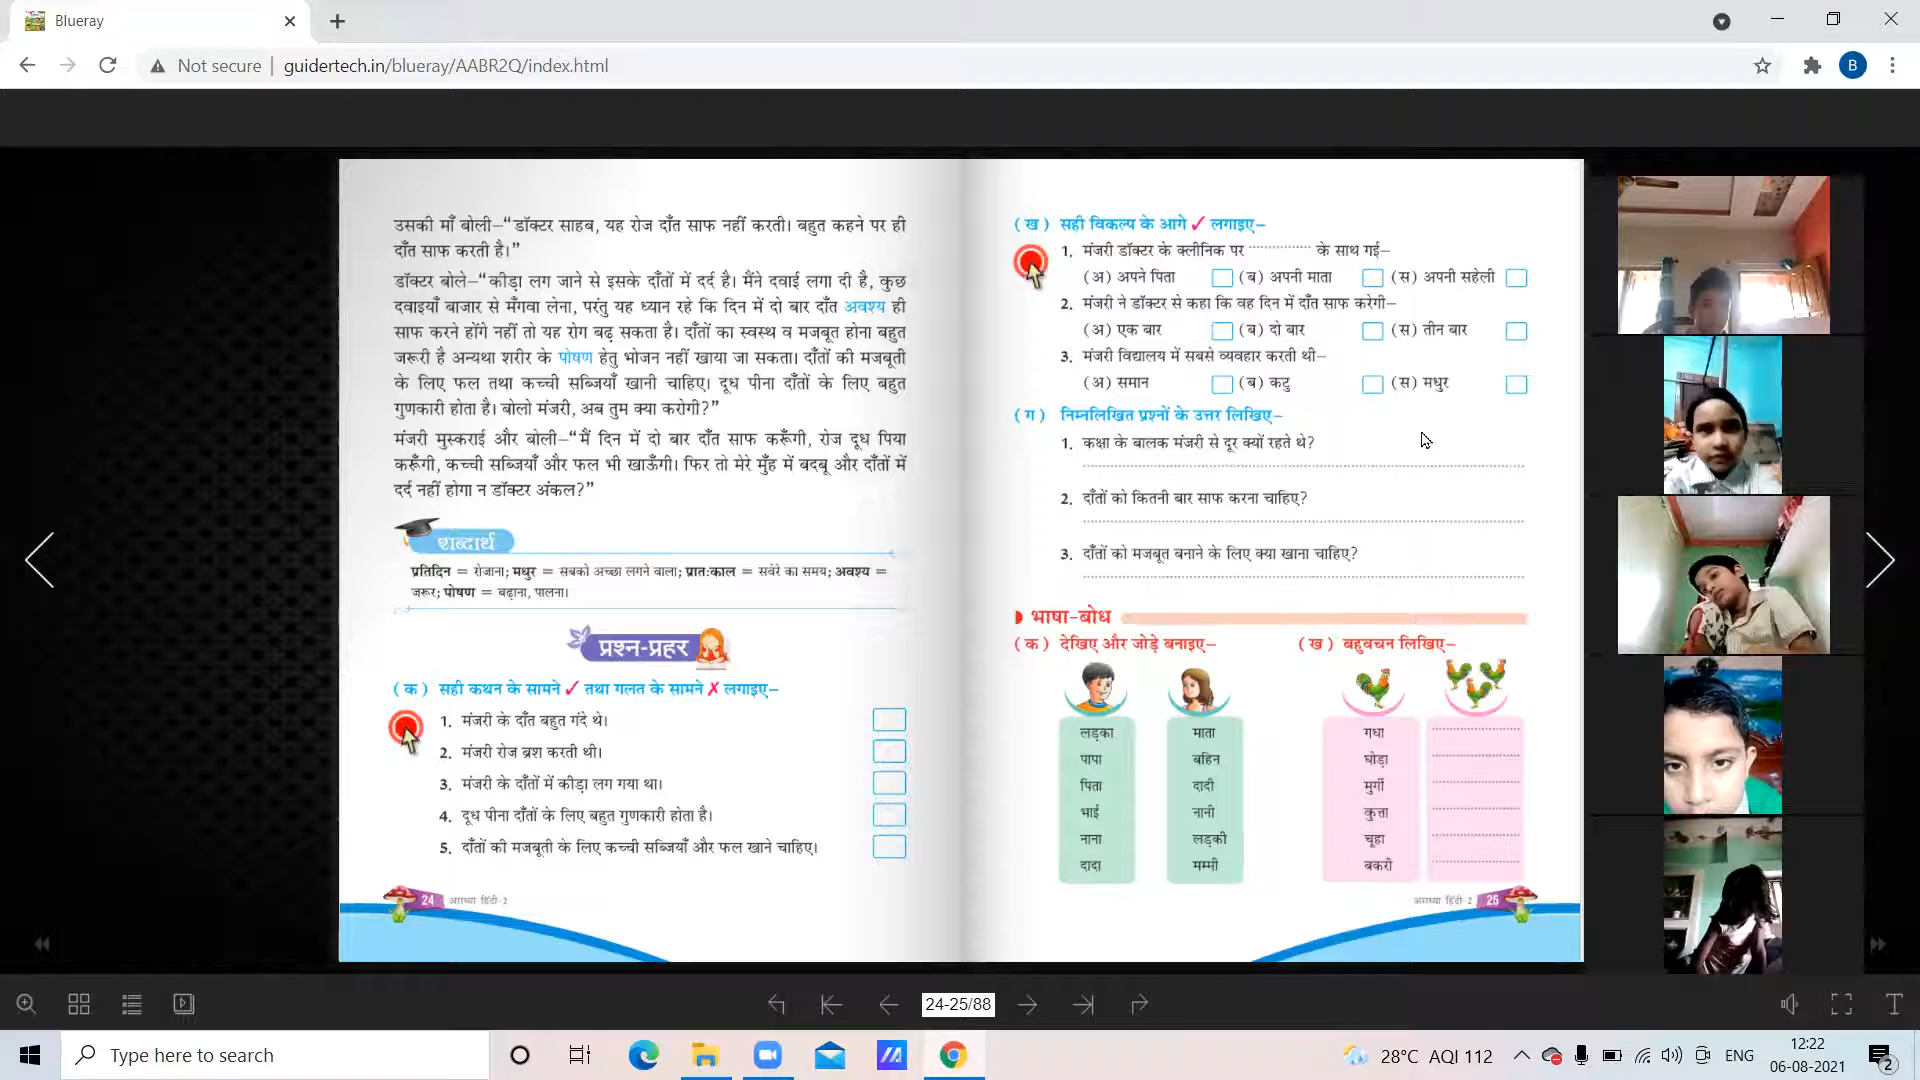 Blueray
Not secure | guidertech.in/blueray/AABR2Q/index.html
B
उसकी माँ बोली–“डॉक्टर साहब, यह रोज दाँत साफ नहीं करती। बहुत कहने पर ही
दाँत साफ करती है।”
डॉक्टर बोले–“कीड़ा लग जाने से इसके दाँतों में दर्द है। मैंने दवाई लगा दी है, कुछ
दवाइयाँ बाजार से मँगवा लेना, परंतु यह ध्यान रहे कि दिन में दो बार दाँत अवश्य ही
साफ करने होंगे नहीं तो यह रोग बढ़ सकता है। दाँतों का स्वस्थ व मजबूत होना बहुत
जरूरी है अन्यथा शरीर के पोषण हेतु भोजन नहीं खाया जा सकता। दाँतों की मजबूती
के लिए फल तथा कच्ची सब्जियाँ खानी चाहिए। दूध पीना दाँतों के लिए बहुत
गुणकारी होता है। बोलो मंजरी, अब तुम क्या करोगी?”
मंजरी मुस्कराई और बोली–“मैं दिन में दो बार दाँत साफ करूँगी, रोज दूध पिया
करूँगी, कच्ची सब्जियाँ और फल भी खाऊँगी। फिर तो मेरे मुँह में बदबू और दाँतों में
दर्द नहीं होगा न डॉक्टर अंकल?”
शब्दार्थ
प्रतिदिन = रोजाना; मधुर = सबको अच्छा लगने वाला; प्रातःकाल = सवेरे का समय; अवश्य =
जरूर; पोषण = बढ़ाना, पालना।
प्रश्न-प्रहर
(क) सही कथन के सामने ✓ तथा गलत के सामने ✗ लगाइए–
1. मंजरी के दाँत बहुत गंदे थे।
2. मंजरी रोज ब्रश करती थी।
3. मंजरी के दाँतों में कीड़ा लग गया था।
4. दूध पीना दाँतों के लिए बहुत गुणकारी होता है।
5. दाँतों की मजबूती के लिए कच्ची सब्जियाँ और फल खाने चाहिए।
24 हिंदी-2
(ख) सही विकल्प के आगे ✓ लगाइए–
1. मंजरी डॉक्टर के क्लीनिक पर .............. के साथ गई–
(अ) अपने पिता (ब) अपनी माता (स) अपनी सहेली
2. मंजरी ने डॉक्टर से कहा कि वह दिन में दाँत साफ करेगी–
(अ) एक बार (ब) दो बार (स) तीन बार
3. मंजरी विद्यालय में सबसे व्यवहार करती थी–
(अ) समान (ब) कटु (स) मधुर
(ग) निम्नलिखित प्रश्नों के उत्तर लिखिए–
1. कक्षा के बालक मंजरी से दूर क्यों रहते थे?
2. दाँतों को कितनी बार साफ करना चाहिए?
3. दाँतों को मजबूत बनाने के लिए क्या खाना चाहिए?
भाषा-बोध
(क) देखिए और जोड़े बनाइए– (ख) बहुवचन लिखिए–
लड़का माता गधा
पापा बहिन घोड़ा
पिता दादी मुर्गी
भाई नानी कुत्ता
नाना लड़की चूहा
दादा मम्मी बकरी
हिंदी-2 25
24-25/88
T
Type here to search
28°C AQI 112
ENG
12:22
06-08-2021
2